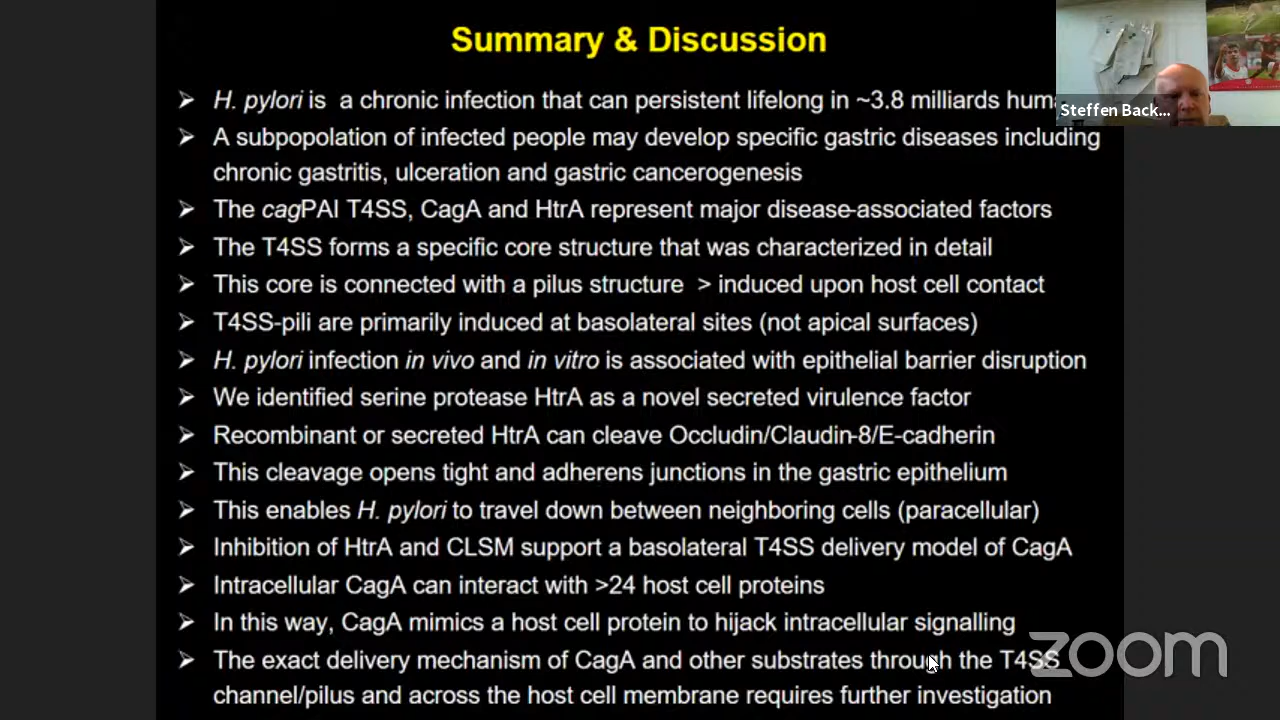 Summary & Discussion
Steffen Back...
➢ H. pylori is a chronic infection that can persistent lifelong in ~3.8 milliards
➢ A subpopolation of infected people may develop specific gastric diseases including
chronic gastritis, ulceration and gastric cancerogenesis
➢ The cagPAI T4SS, CagA and HtrA represent major disease-associated factors
➢ The T4SS forms a specific core structure that was characterized in detail
➢ This core is connected with a pilus structure > induced upon host cell contact
➢ T4SS-pili are primarily induced at basolateral sites (not apical surfaces)
➢ H. pylori infection in vivo and in vitro is associated with epithelial barrier disruption
➢ We identified serine protease HtrA as a novel secreted virulence factor
➢ Recombinant or secreted HtrA can cleave Occludin/Claudin-8/E-cadherin
➢ This cleavage opens tight and adherens junctions in the gastric epithelium
➢ This enables H. pylori to travel down between neighboring cells (paracellular)
➢ Inhibition of HtrA and CLSM support a basolateral T4SS delivery model of CagA
➢ Intracellular CagA can interact with >24 host cell proteins
➢ In this way, CagA mimics a host cell protein to hijack intracellular signalling
➢ The exact delivery mechanism of CagA and other substrates through the T4SS
channel/pilus and across the host cell membrane requires further investigation
zoom